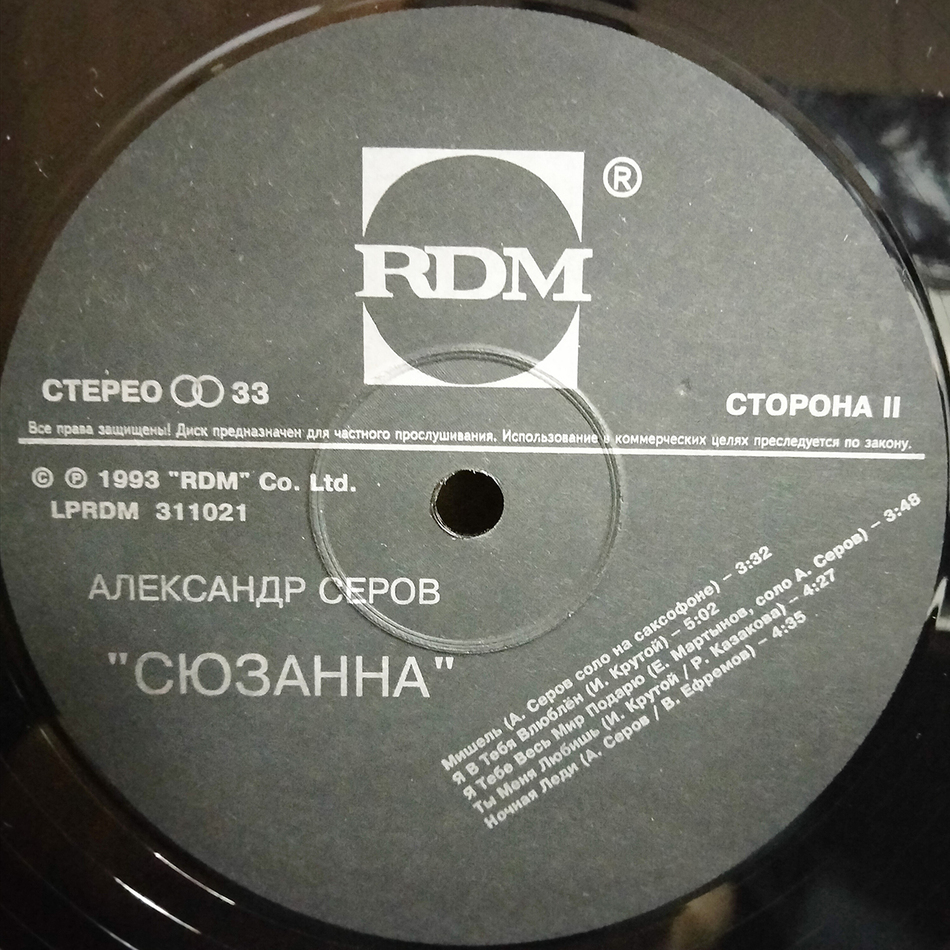 RDM ®
СТЕРЕО 33
СТОРОНА II
Все права защищены! Диск предназначен для частного прослушивания. Использование в коммерческих целях преследуется по закону.
© ℗ 1993 "RDM" Co. Ltd.
LPRDM 311021
АЛЕКСАНДР СЕРОВ
"СЮЗАННА"
Мишель (А. Серов соло на саксофоне) – 3:32
Я В Тебя Влюблён (И. Крутой) – 5:02
Я Тебе Весь Мир Подарю (Е. Мартынов, соло А. Серов) – 3:48
Ты Меня Любишь (И. Крутой / Р. Казакова) – 4:27
Ночная Леди (А. Серов / В. Ефремов) – 4:35